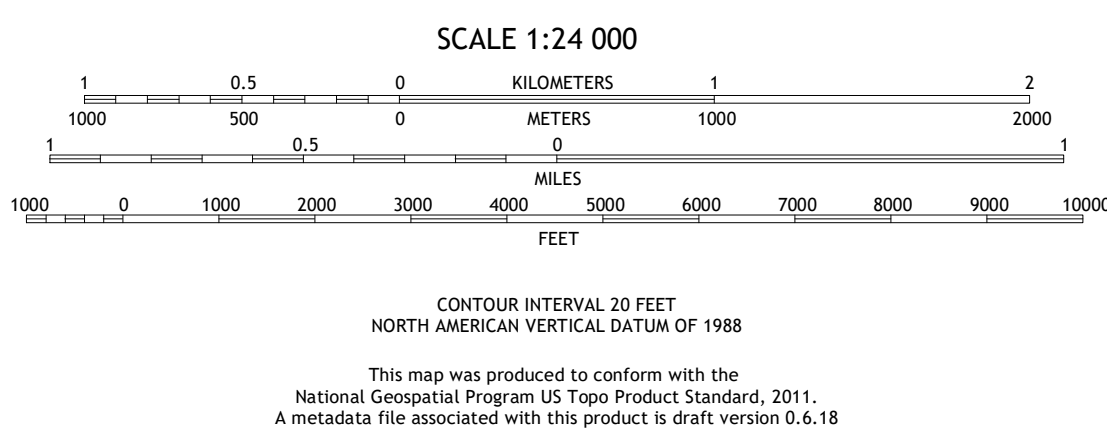 SCALE 1:24 000
1 0.5 0 KILOMETERS 1 2
1000 500 0 METERS 1000 2000
1 0.5 0 1
MILES
1000 0 1000 2000 3000 4000 5000 6000 7000 8000 9000 10000
FEET
CONTOUR INTERVAL 20 FEET
NORTH AMERICAN VERTICAL DATUM OF 1988
This map was produced to conform with the
National Geospatial Program US Topo Product Standard, 2011.
A metadata file associated with this product is draft version 0.6.18